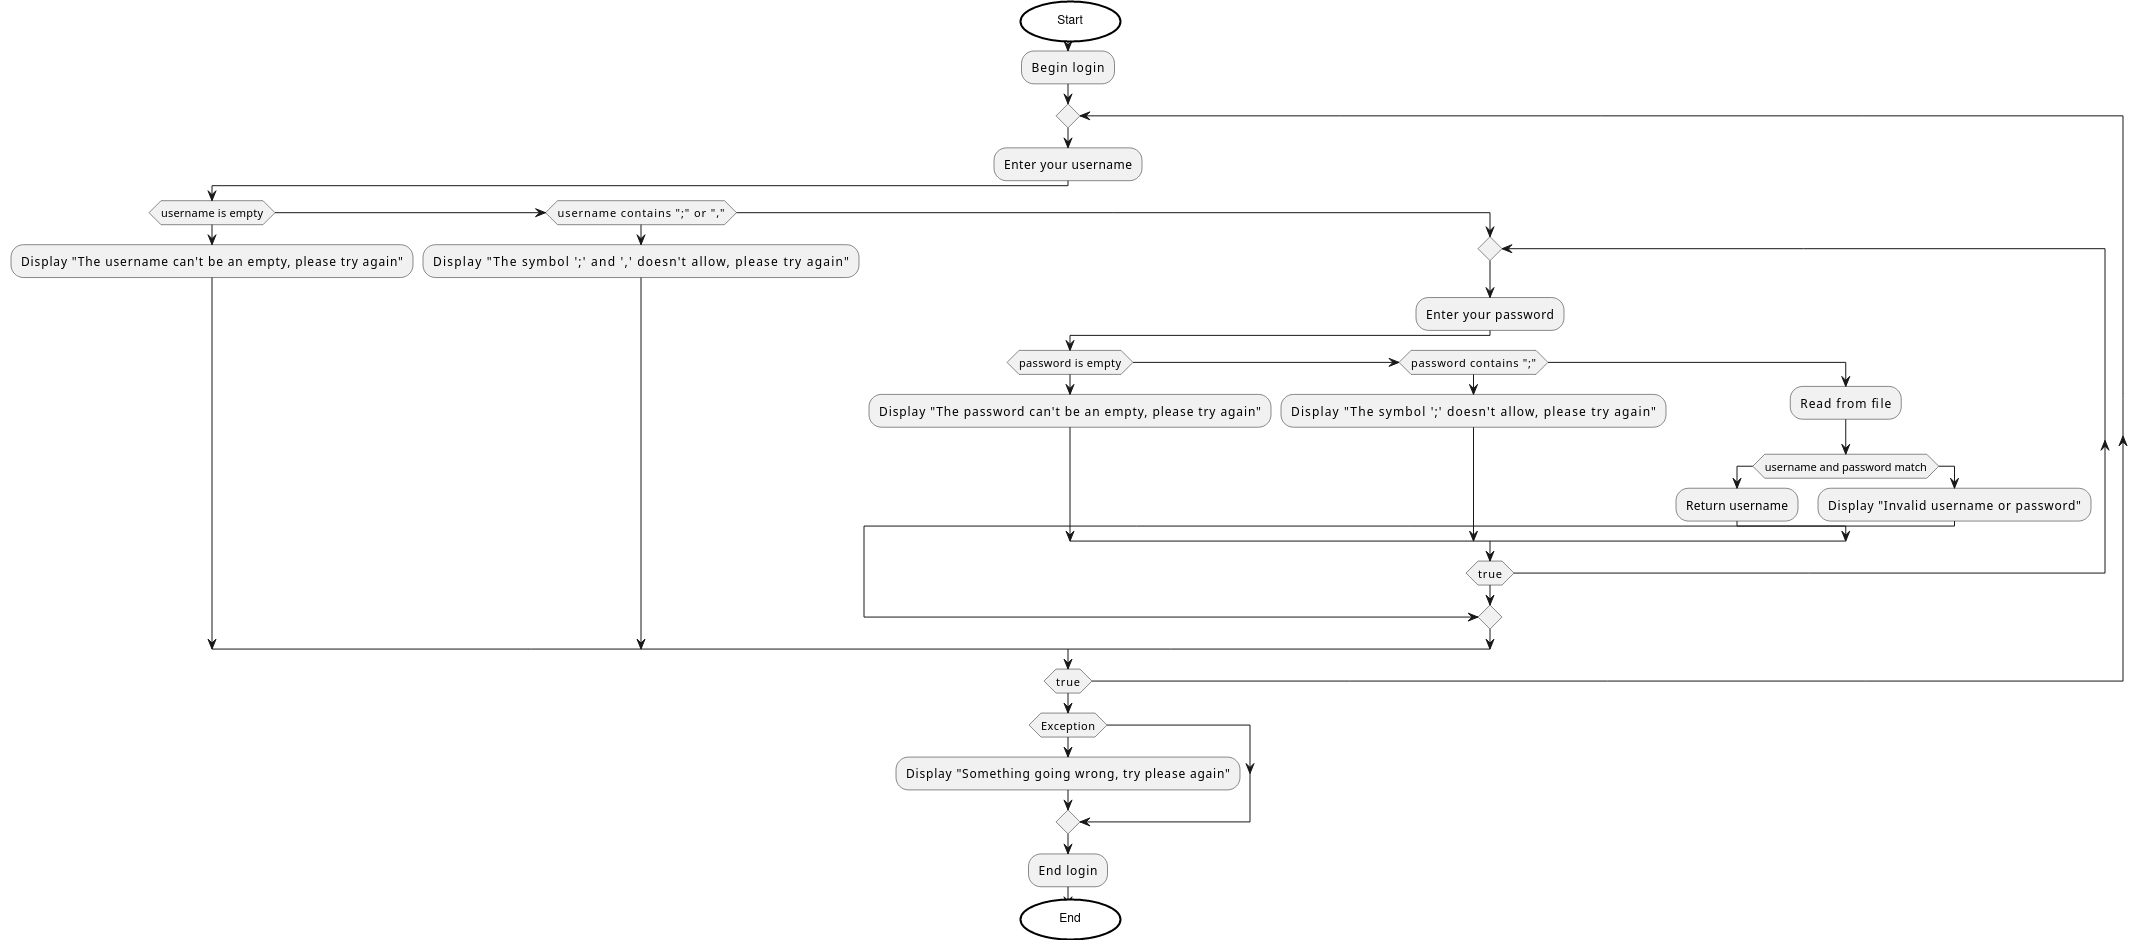 Start
Begin login
Enter your username
username is empty
username contains ";" or ","
Display "The username can't be an empty, please try again"
Display "The symbol ';' and ',' doesn't allow, please try again"
Enter your password
password is empty
password contains ";"
Display "The password can't be an empty, please try again"
Display "The symbol ';' doesn't allow, please try again"
Read from file
username and password match
Return username
Display "Invalid username or password"
true
true
Exception
Display "Something going wrong, try please again"
End login
End